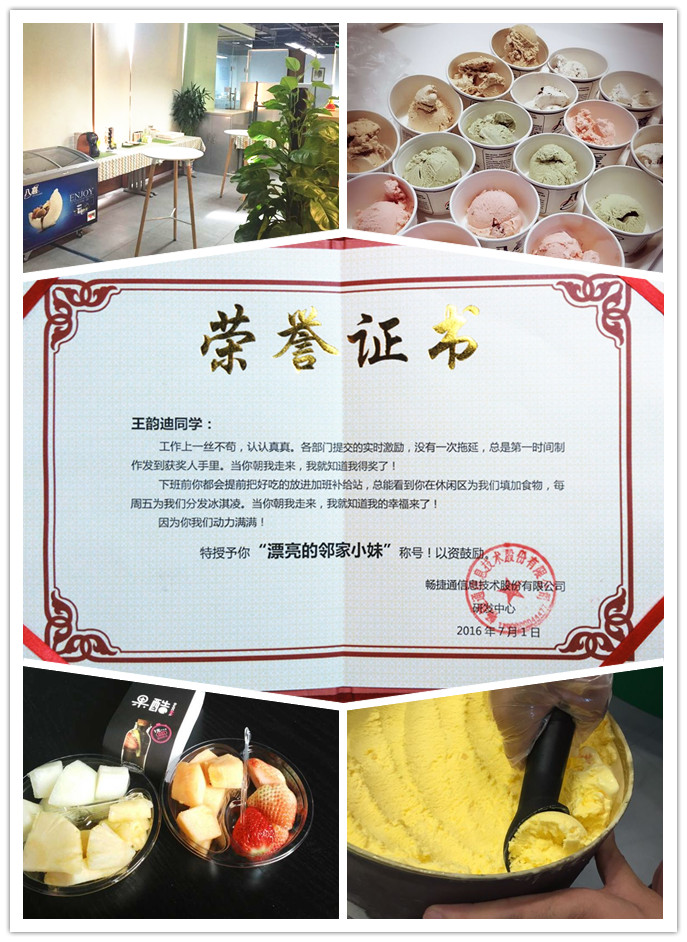 八喜
ENJOY
荣誉证书
王韵迪同学：
工作上一丝不苟，认认真真。各部门提交的实时激励，没有一次拖延，总是第一时间制
作发到获奖人手里。当你朝我走来，我就知道我得奖了！
下班前你都会提前把好吃的放进加班补给站，总能看到你在休闲区为我们填加食物，每
周五为我们分发冰淇凌。当你朝我走来，我就知道我的幸福来了！
因为你我们动力满满！
特授予你“漂亮的邻家小妹”称号！以资鼓励。
畅捷通信息技术股份有限公司
研发中心
2016 年 7 月 1 日
果酷